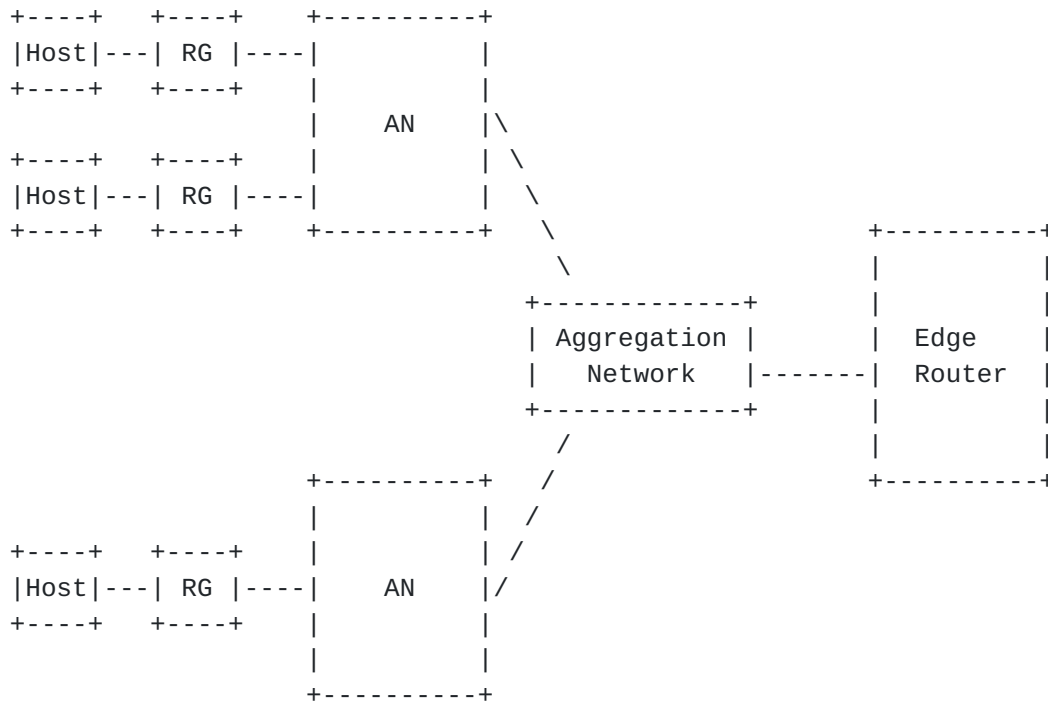 +----+   +----+    +----------+
|Host|---| RG |----|          |
+----+   +----+    |          |
                   |    AN    |\
+----+   +----+    |          | \
|Host|---| RG |----|          |  \
+----+   +----+    +----------+   \                    +----------+
                                   \                   |          |
                                 +-------------+       |          |
                                 | Aggregation |       |  Edge    |
                                 |   Network   |-------|  Router  |
                                 +-------------+       |          |
                                   /                   |          |
                   +----------+   /                    +----------+
                   |          |  /
+----+   +----+    |          | /
|Host|---| RG |----|    AN    |/
+----+   +----+    |          |
                   |          |
                   +----------+